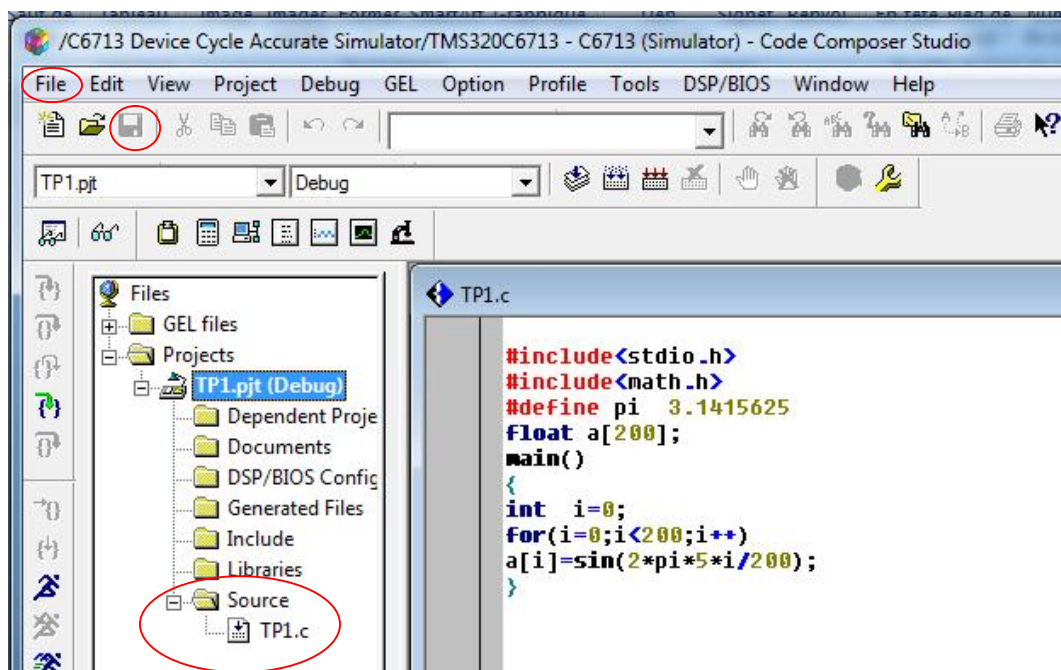 /C6713 Device Cycle Accurate Simulator/TMS320C6713 - C6713 (Simulator) - Code Composer Studio
File Edit View Project Debug GEL Option Profile Tools DSP/BIOS Window Help
TP1.pjt Debug
Files
GEL files
Projects
TP1.pjt (Debug)
Dependent Proje
Documents
DSP/BIOS Config
Generated Files
Include
Libraries
Source
TP1.c
TP1.c
#include<stdio.h>
#include<math.h>
#define pi 3.1415625
float a[200];
main()
{
int i=0;
for(i=0;i<200;i++)
a[i]=sin(2*pi*5*i/200);
}